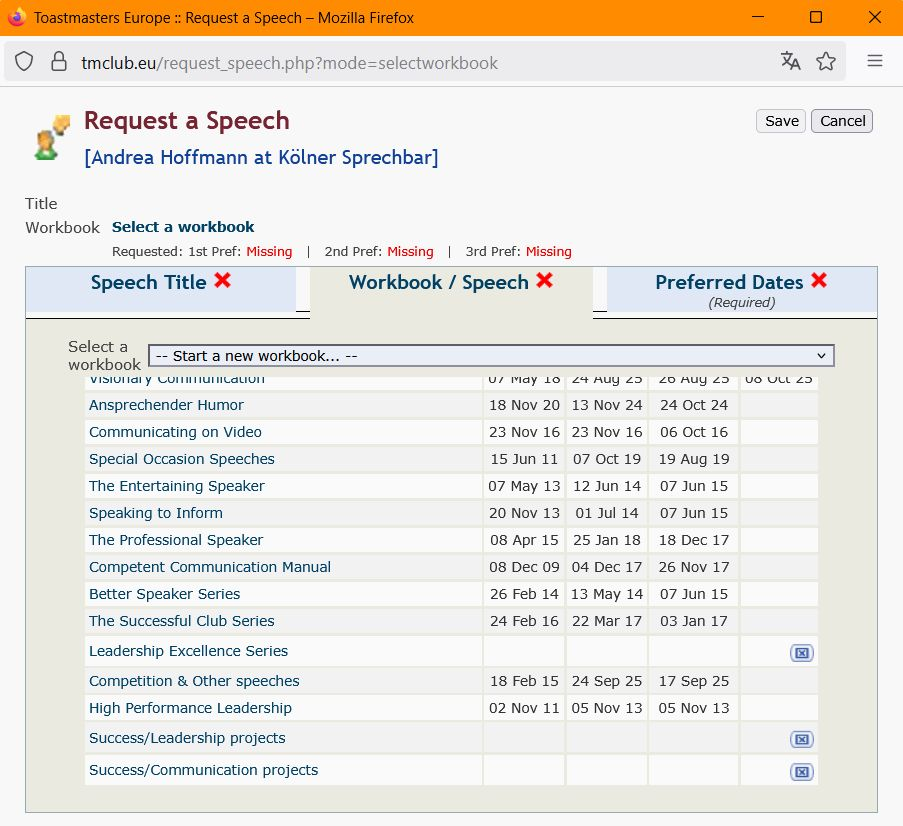 Toastmasters Europe :: Request a Speech – Mozilla Firefox
tmclub.eu/request_speech.php?mode=selectworkbook
Request a Speech
Save Cancel
[Andrea Hoffmann at Kölner Sprechbar]
Title
Workbook Select a workbook
Requested: 1st Pref: Missing | 2nd Pref: Missing | 3rd Pref: Missing
Speech Title Workbook / Speech Preferred Dates
(Required)
Select a workbook -- Start a new workbook... --
Visionary Communication 07 May 18 24 Aug 25 26 Aug 25 08 Oct 25
Ansprechender Humor 18 Nov 20 13 Nov 24 24 Oct 24
Communicating on Video 23 Nov 16 23 Nov 16 06 Oct 16
Special Occasion Speeches 15 Jun 11 07 Oct 19 19 Aug 19
The Entertaining Speaker 07 May 13 12 Jun 14 07 Jun 15
Speaking to Inform 20 Nov 13 01 Jul 14 07 Jun 15
The Professional Speaker 08 Apr 15 25 Jan 18 18 Dec 17
Competent Communication Manual 08 Dec 09 04 Dec 17 26 Nov 17
Better Speaker Series 26 Feb 14 13 May 14 07 Jun 15
The Successful Club Series 24 Feb 16 22 Mar 17 03 Jan 17
Leadership Excellence Series
Competition & Other speeches 18 Feb 15 24 Sep 25 17 Sep 25
High Performance Leadership 02 Nov 11 05 Nov 13 05 Nov 13
Success/Leadership projects
Success/Communication projects